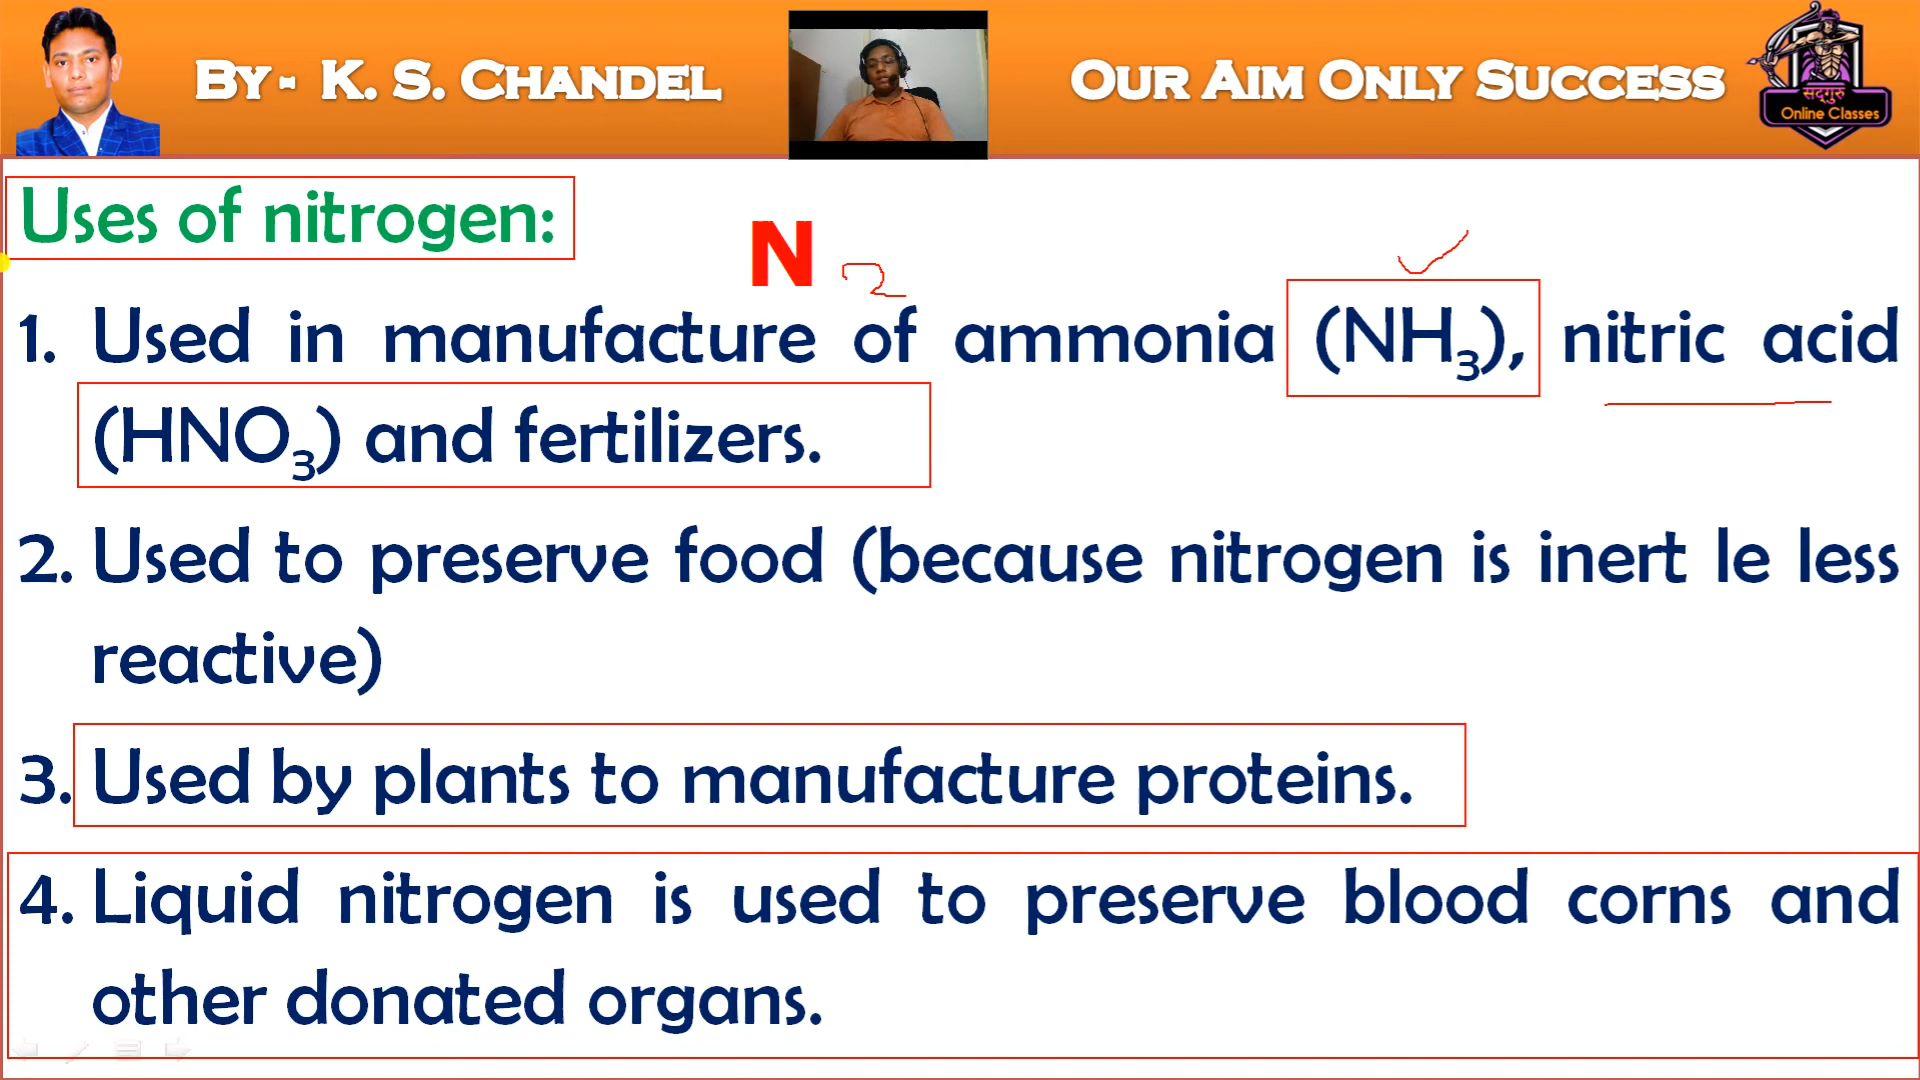 BY - K. S. CHANDEL
OUR AIM ONLY SUCCESS
सद्गुरु
Online Classes
Uses of nitrogen:
N 2
1. Used in manufacture of ammonia (NH₃), nitric acid
(HNO₃) and fertilizers.
2. Used to preserve food (because nitrogen is inert le less
reactive)
3. Used by plants to manufacture proteins.
4. Liquid nitrogen is used to preserve blood corns and
other donated organs.